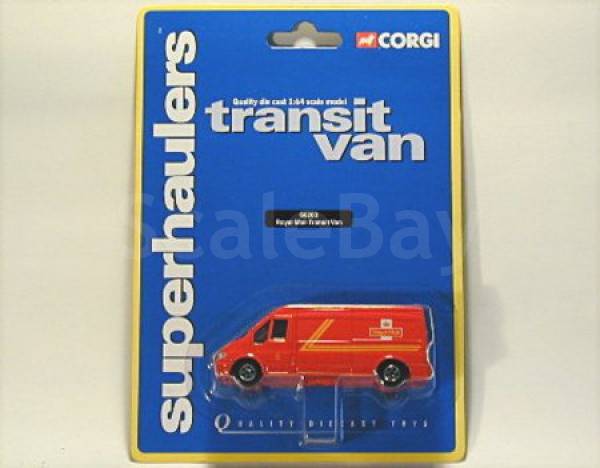 CORGI
superhaulers
Quality die cast 1:64 scale model
transit
van
Royal Mail Transit Van
QUALITY DIECAST TOYS
ScaleBay